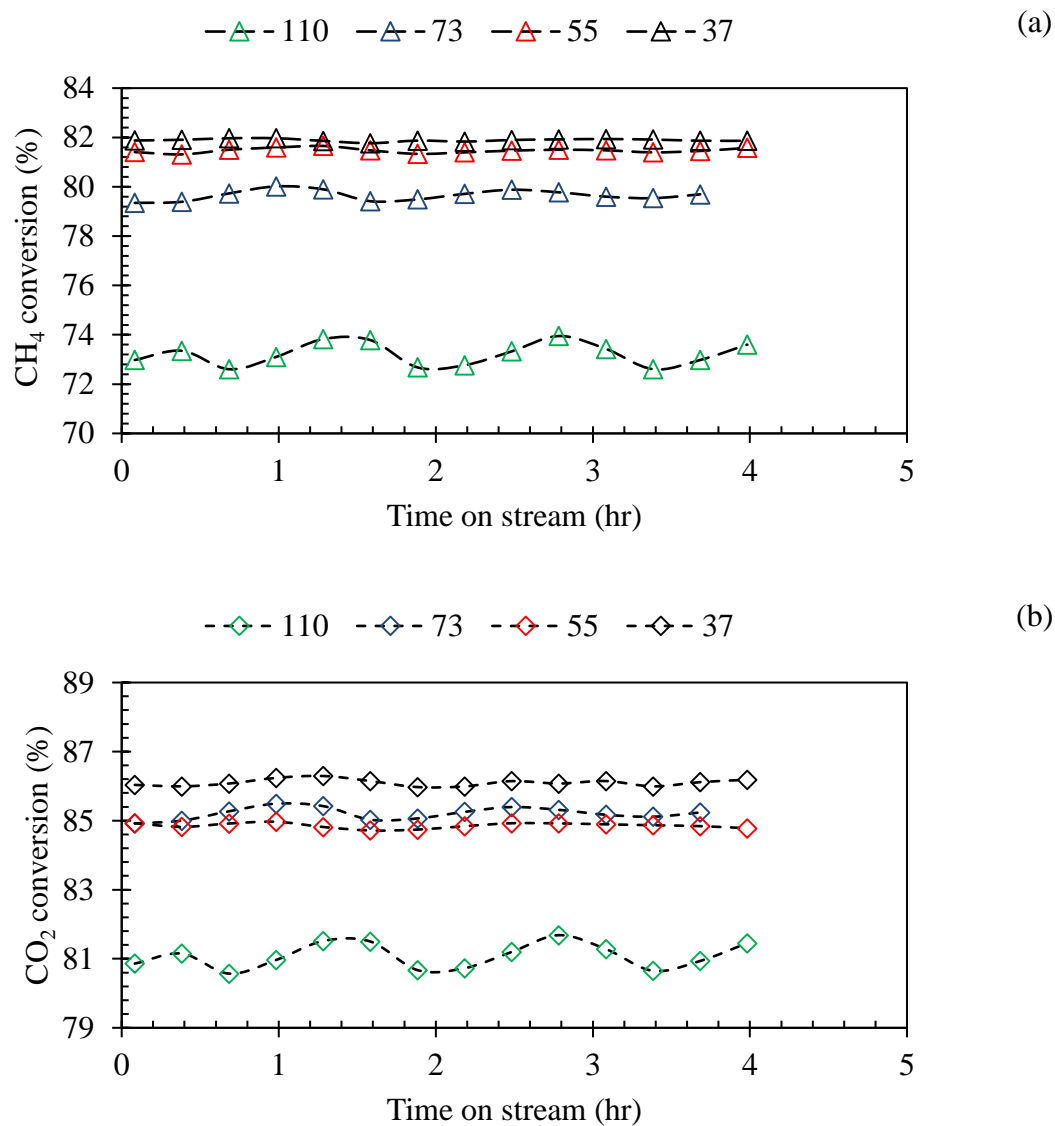 110 73 55 37 (a)
84
82
80
78
76
74
72
70
CH₄ conversion (%)
0 1 2 3 4 5
Time on stream (hr)
110 73 55 37 (b)
89
87
85
83
81
79
CO₂ conversion (%)
0 1 2 3 4 5
Time on stream (hr)